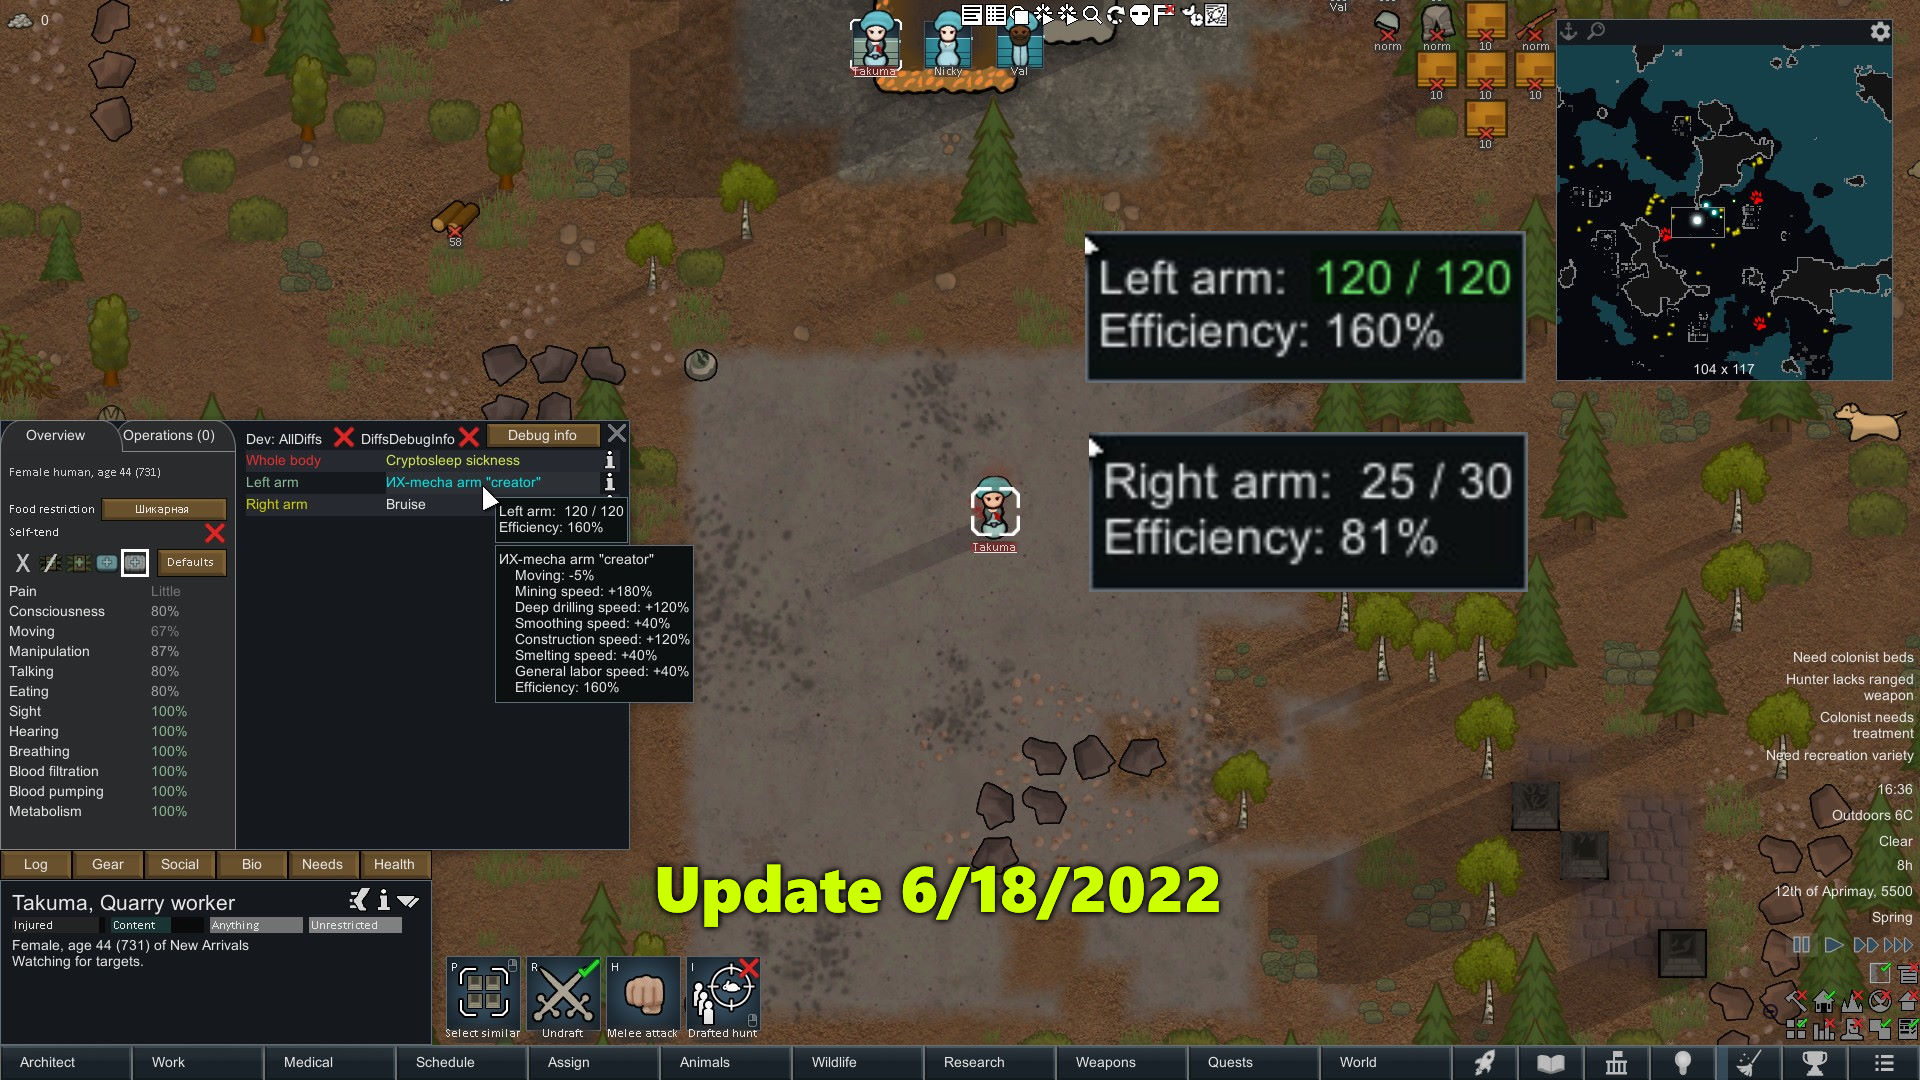 0
Takuma
Nicky
Val
Val
norm
norm
10
norm
10
10
10
10
58
104 x 117
Left arm: 120 / 120
Efficiency: 160%
Right arm: 25 / 30
Efficiency: 81%
Takuma
Overview
Operations (0)
Dev: AllDiffs
DiffsDebugInfo
Debug info
Female human, age 44 (731)
Food restriction
Шикарная
Self-tend
Defaults
Whole body
Cryptosleep sickness
Left arm
ИХ-mecha arm "creator"
Right arm
Bruise
Left arm: 120 / 120
Efficiency: 160%
ИХ-mecha arm "creator"
Moving: -5%
Mining speed: +180%
Deep drilling speed: +120%
Smoothing speed: +40%
Construction speed: +120%
Smelting speed: +40%
General labor speed: +40%
Efficiency: 160%
Pain Little
Consciousness 80%
Moving 67%
Manipulation 87%
Talking 80%
Eating 80%
Sight 100%
Hearing 100%
Breathing 100%
Blood filtration 100%
Blood pumping 100%
Metabolism 100%
Log
Gear
Social
Bio
Needs
Health
Takuma, Quarry worker
Injured
Content
Anything
Unrestricted
Female, age 44 (731) of New Arrivals
Watching for targets.
Update 6/18/2022
P
Select similar
R
Undraft
H
Melee attack
I
Drafted hunt
Need colonist beds
Hunter lacks ranged
weapon
Colonist needs
treatment
Need recreation variety
16:36
Outdoors 6C
Clear
8h
12th of Aprimay, 5500
Spring
Architect
Work
Medical
Schedule
Assign
Animals
Wildlife
Research
Weapons
Quests
World